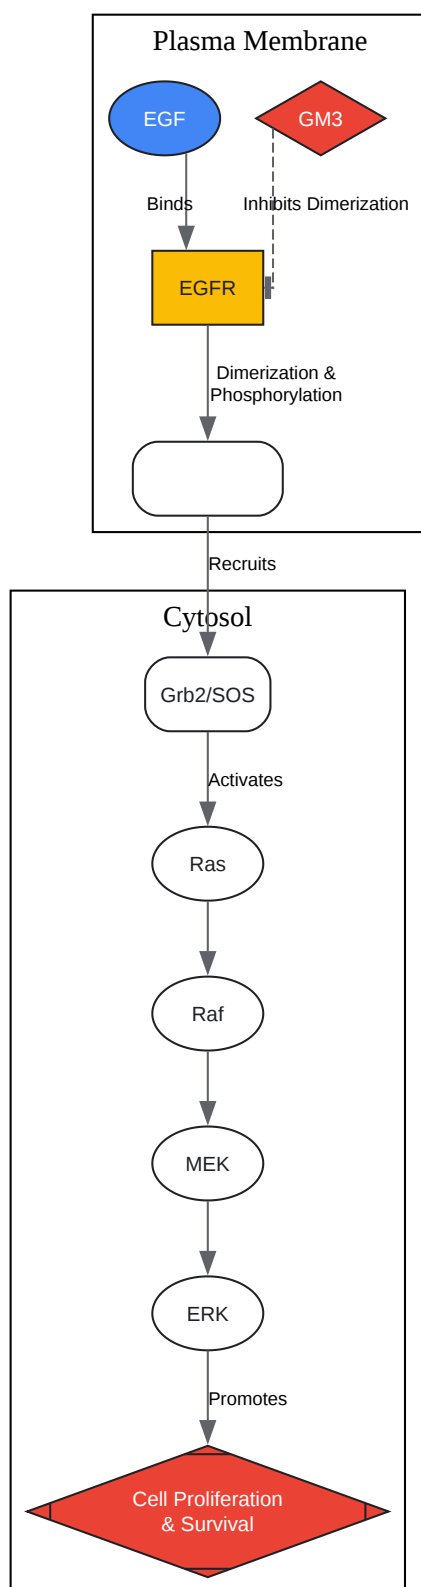 Plasma Membrane
EGF
GM3
Binds
Inhibits Dimerization
EGFR
Dimerization &
Phosphorylation
Recruits
Cytosol
Grb2/SOS
Activates
Ras
Raf
MEK
ERK
Promotes
Cell Proliferation
& Survival